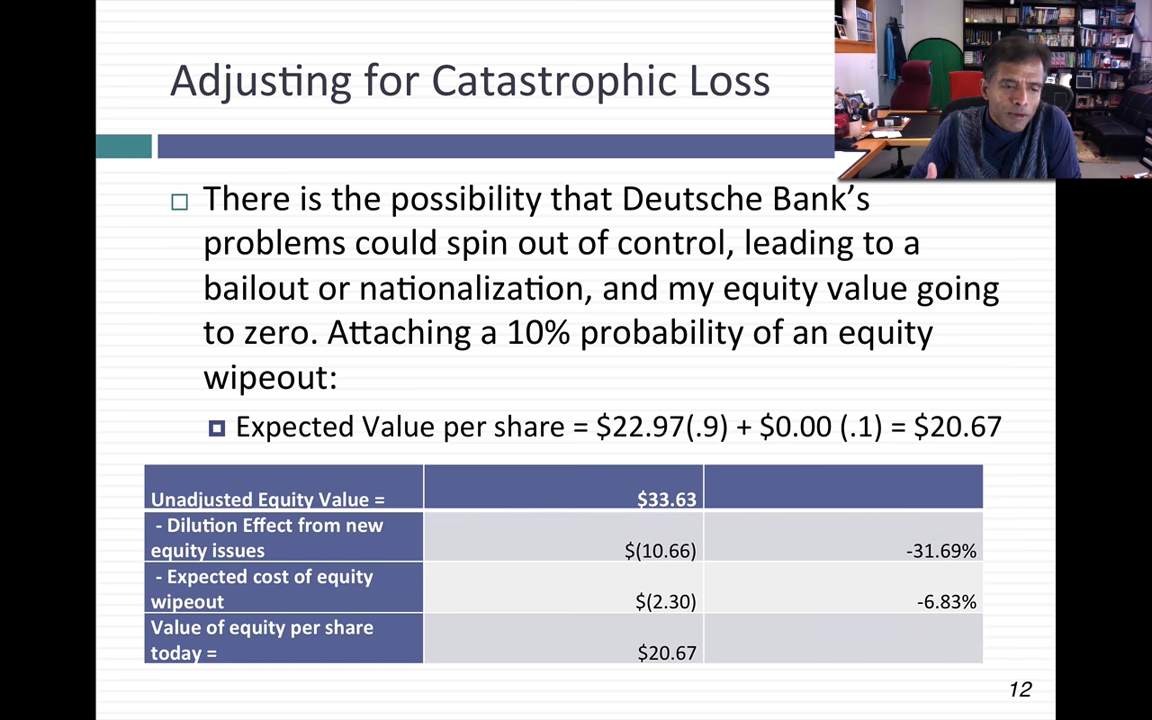 Adjusting for Catastrophic Loss
There is the possibility that Deutsche Bank’s
problems could spin out of control, leading to a
bailout or nationalization, and my equity value going
to zero. Attaching a 10% probability of an equity
wipeout:
Expected Value per share = $22.97(.9) + $0.00 (.1) = $20.67
Unadjusted Equity Value = $33.63
- Dilution Effect from new
equity issues $(10.66) -31.69%
- Expected cost of equity
wipeout $(2.30) -6.83%
Value of equity per share
today = $20.67
12